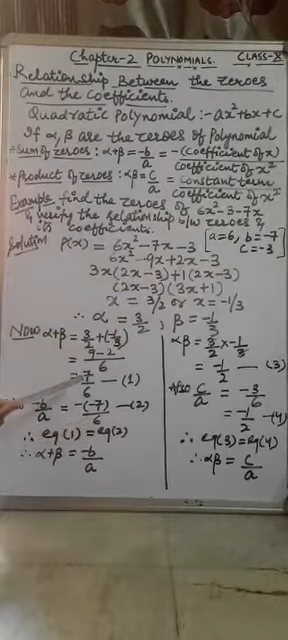 Chapter-2 POLYNOMIALS. CLASS-X
Relationship Between the zeroes
and the coefficients.
Quadratic Polynomial :- ax²+bx+c
If α, β are the zeroes of Polynomial
*Sum of zeroes : α+β = -b/a = -(Coefficient of x)/Coefficient of x²
*Product of zeroes : αβ = c/a = Constant term/Coefficient of x²
Example find the zeroes of 6x²-3-7x
& verify the relationship b/w zeroes &
its coefficients.
Solution P(x) = 6x²-7x-3 [a=6, b=-7
c=-3]
6x²-9x+2x-3
3x(2x-3)+1(2x-3)
(2x-3)(3x+1)
x = 3/2 or x = -1/3
∴ α = 3/2, β = -1/3
Now α+β = 3/2+(-1/3)
= 9-2/6
= 7/6 — (1)
-b/a = -(-7)/6 — (2)
∴ eq(1) = eq(2)
∴ α+β = -b/a
αβ = 3/2 × -1/3
= -1/2 — (3)
Also c/a = -3/6
= -1/2 — (4)
∴ eq(3) = eq(4)
∴ αβ = c/a